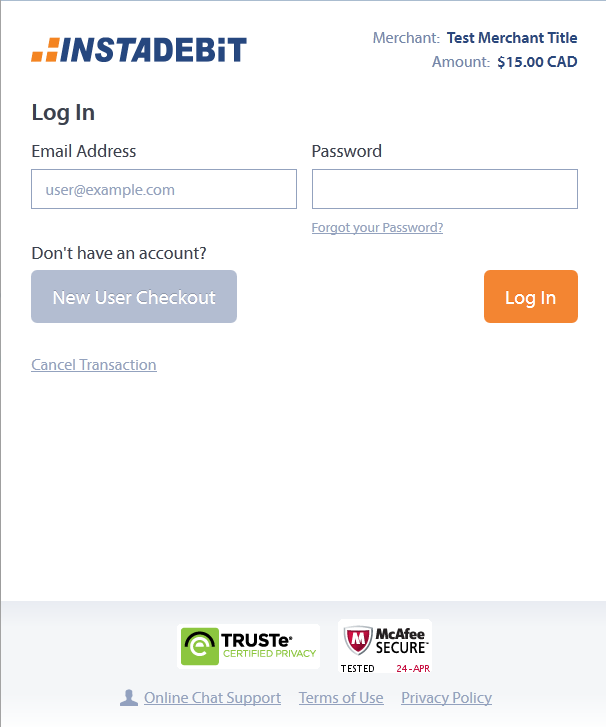 INSTADEBIT
Merchant: Test Merchant Title
Amount: $15.00 CAD
Log In
Email Address
Password
user@example.com
Forgot your Password?
Don't have an account?
New User Checkout
Log In
Cancel Transaction
TRUSTe
CERTIFIED PRIVACY
McAfee
SECURE
TESTED 24-APR
Online Chat Support Terms of Use Privacy Policy